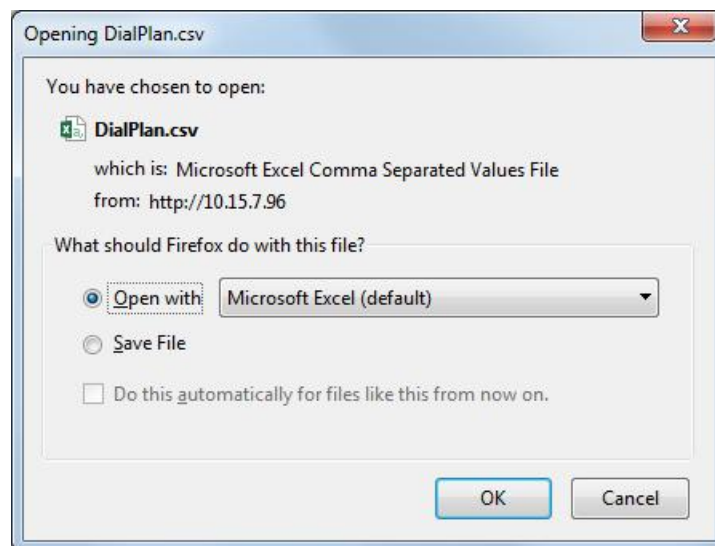 Opening DialPlan.csv
You have chosen to open:
DialPlan.csv
which is: Microsoft Excel Comma Separated Values File
from: http://10.15.7.96
What should Firefox do with this file?
Open with Microsoft Excel (default)
Save File
Do this automatically for files like this from now on.
OK Cancel